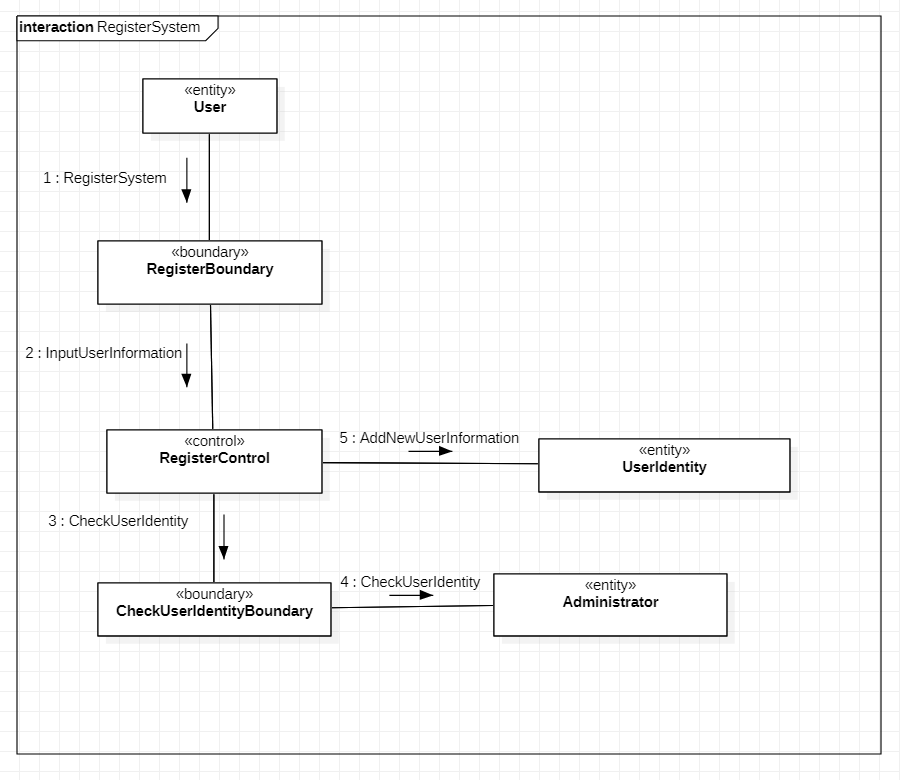 interaction RegisterSystem
«entity»
User
1 : RegisterSystem
«boundary»
RegisterBoundary
2 : InputUserInformation
«control»
RegisterControl
5 : AddNewUserInformation
«entity»
UserIdentity
3 : CheckUserIdentity
«boundary»
CheckUserIdentityBoundary
4 : CheckUserIdentity
«entity»
Administrator